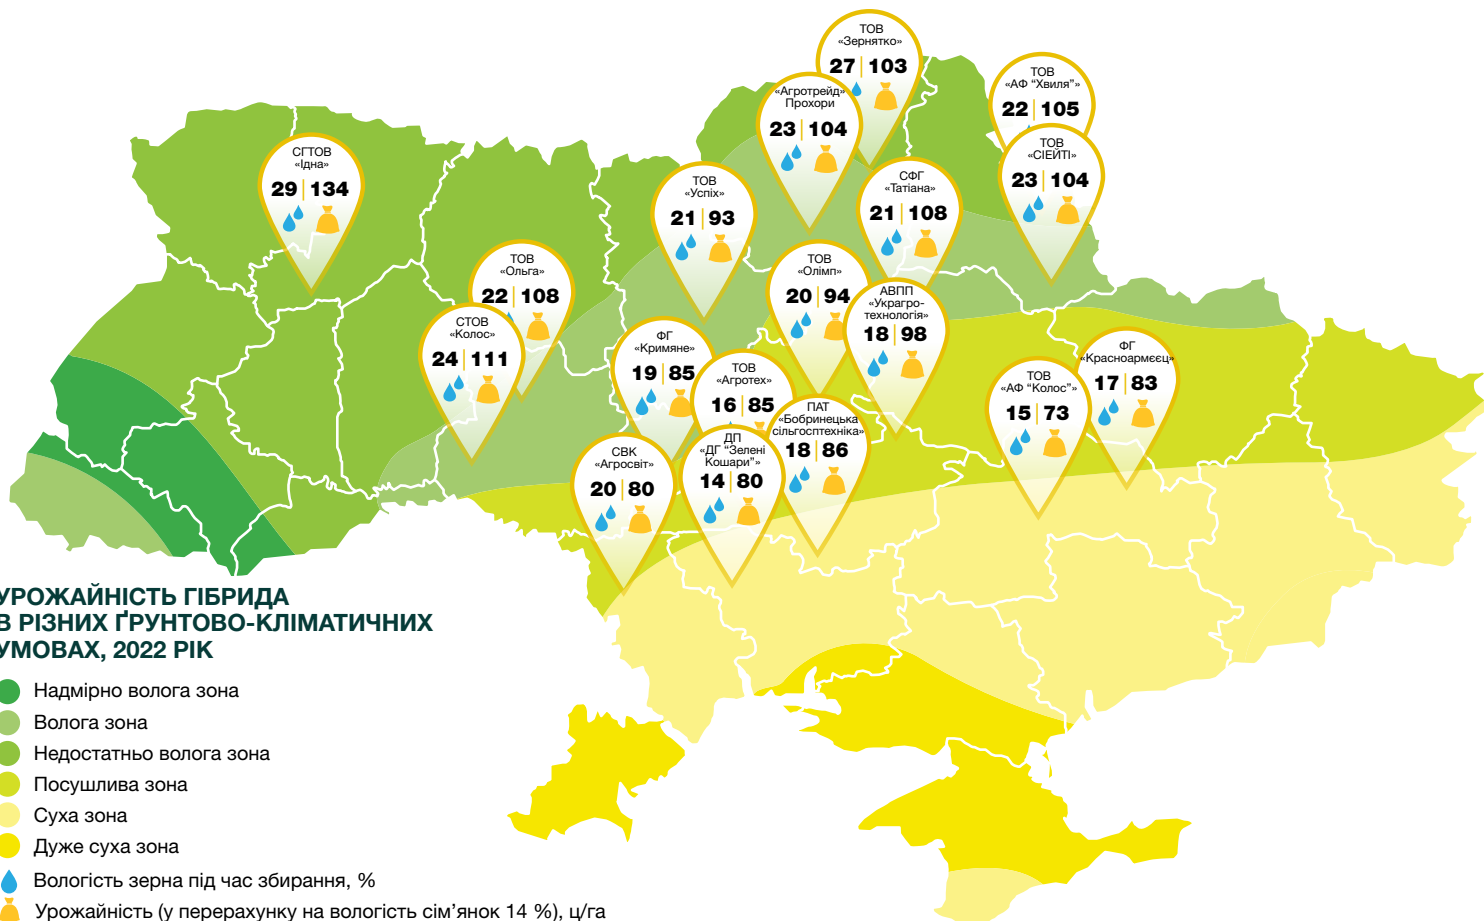 ТОВ
«Зернятко»
27 103
«Агротрейд»
Прохори
23 104
ТОВ
«АФ “Хвиля”»
22 105
ТОВ
«СІЕЙТІ»
23 104
СГТОВ
«Ідна»
29 134
ТОВ
«Успіх»
21 93
СФГ
«Татіана»
21 108
ТОВ
«Ольга»
22 108
ТОВ
«Олімп»
20 94
АВПП
«Украгро-
технологія»
18 98
СТОВ
«Колос»
24 111
ФГ
«Кримяне»
19 85
ТОВ
«Агротех»
16 85
ФГ
«Красноармєєц»
17 83
ТОВ
«АФ “Колос”»
15 73
ПАТ
«Бобринецька
сільгосптехніка»
18 86
СВК
«Агросвіт»
20 80
ДП
«ДГ “Зелені
Кошари”»
14 80
УРОЖАЙНІСТЬ ГІБРИДА
В РІЗНИХ ҐРУНТОВО-КЛІМАТИЧНИХ
УМОВАХ, 2022 РІК
Надмірно волога зона
Волога зона
Недостатньо волога зона
Посушлива зона
Суха зона
Дуже суха зона
Вологість зерна під час збирання, %
Урожайність (у перерахунку на вологість сім’янок 14 %), ц/га